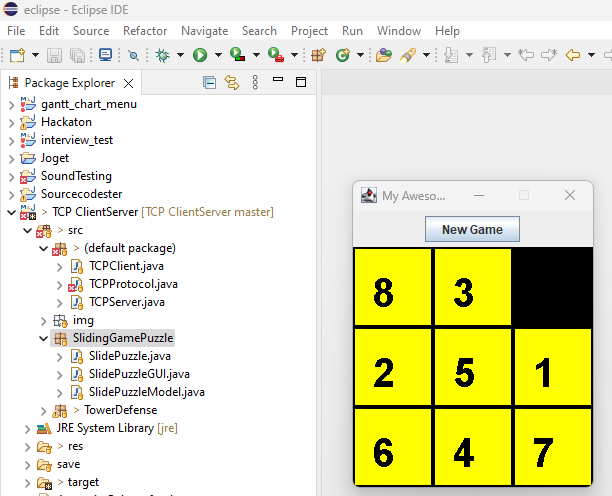 eclipse - Eclipse IDE
File Edit Source Refactor Navigate Search Project Run Window Help
Package Explorer
gantt_chart_menu
Hackaton
interview_test
Joget
SoundTesting
Sourcecodester
> TCP ClientServer [TCP ClientServer master]
> src
> (default package)
TCPClient.java
TCPProtocol.java
TCPServer.java
> img
SlidingGamePuzzle
SlidePuzzle.java
SlidePuzzleGUI.java
SlidePuzzleModel.java
> TowerDefense
JRE System Library [jre]
> res
save
> target
My Aweso...
New Game
8 3
2 5 1
6 4 7